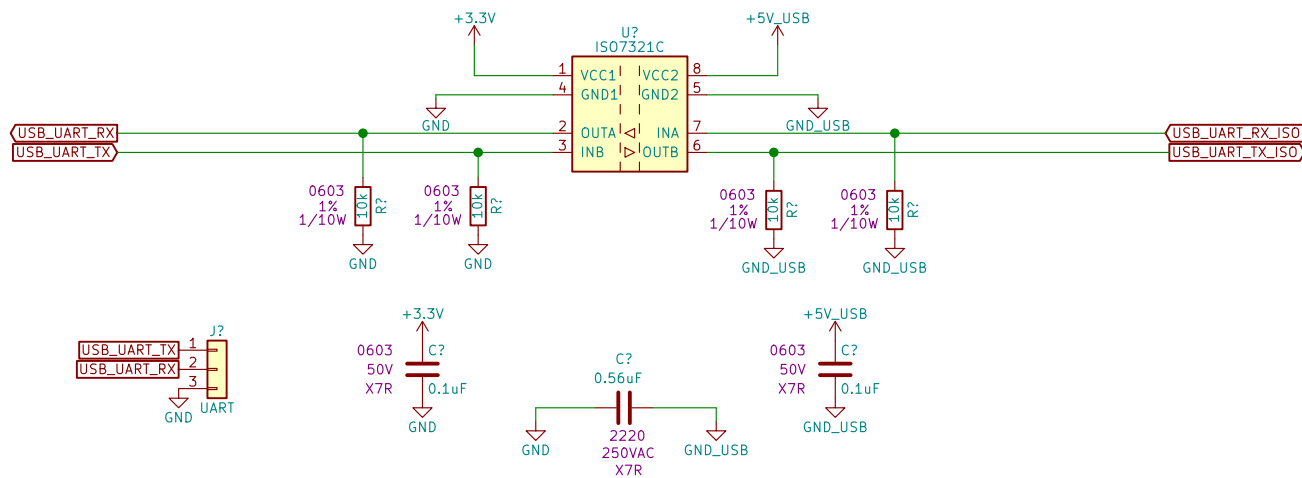 +3.3V
+5V_USB
U?
ISO7321C
1 VCC1 VCC2 8
4 GND1 GND2 5
GND
GND_USB
USB_UART_RX 2 OUTA INA 7 USB_UART_RX_ISO
USB_UART_TX 3 INB OUTB 6 USB_UART_TX_ISO
0603
1%
1/10W
10k
R?
GND
0603
1%
1/10W
10k
R?
GND
0603
1%
1/10W
10k
R?
GND_USB
0603
1%
1/10W
10k
R?
GND_USB
J?
USB_UART_TX 1
USB_UART_RX 2
3
GND
UART
+3.3V
0603
50V
X7R
C?
0.1uF
GND
C?
0.56uF
GND
GND_USB
2220
250VAC
X7R
+5V_USB
0603
50V
X7R
C?
0.1uF
GND_USB